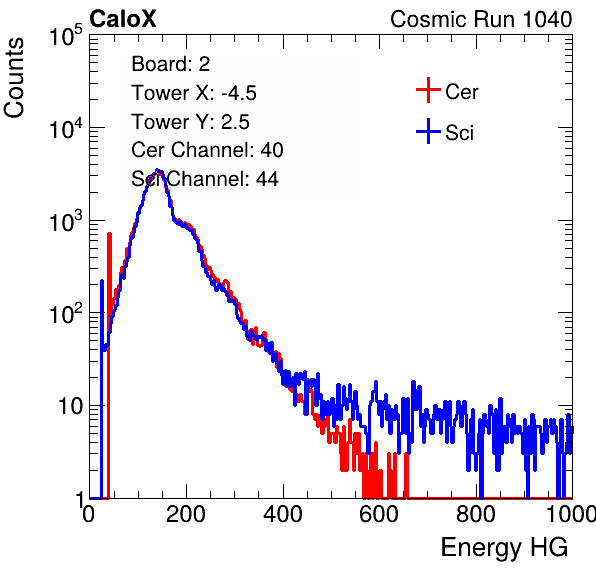 CaloX Cosmic Run 1040
Counts
10^5
10^4
10^3
10^2
10
1
Board: 2
Tower X: -4.5
Tower Y: 2.5
Cer Channel: 40
Sci Channel: 44
Cer
Sci
0 200 400 600 800 1000
Energy HG